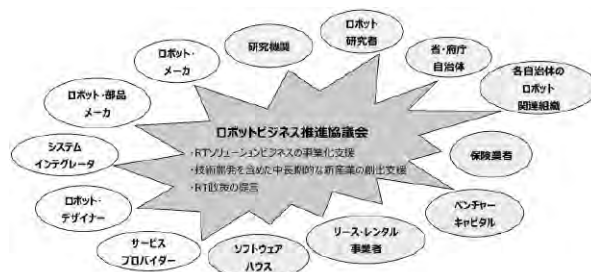 ロボット
研究者
研究機関
省・府庁
自治体
ロボット・
メーカ
各自治体の
ロボット
関連組織
ロボット・部品
メーカ
ロボットビジネス推進協議会
システム
インテグレータ
・RTソリューションビジネスの事業化支援
・技術開発を含めた中長期的な新産業の創出支援
・RT政策の提言
保険業者
ロボット・
デザイナー
ベンチャー
キャピタル
サービス
プロバイダー
ソフトウェア
ハウス
リース・レンタル
事業者